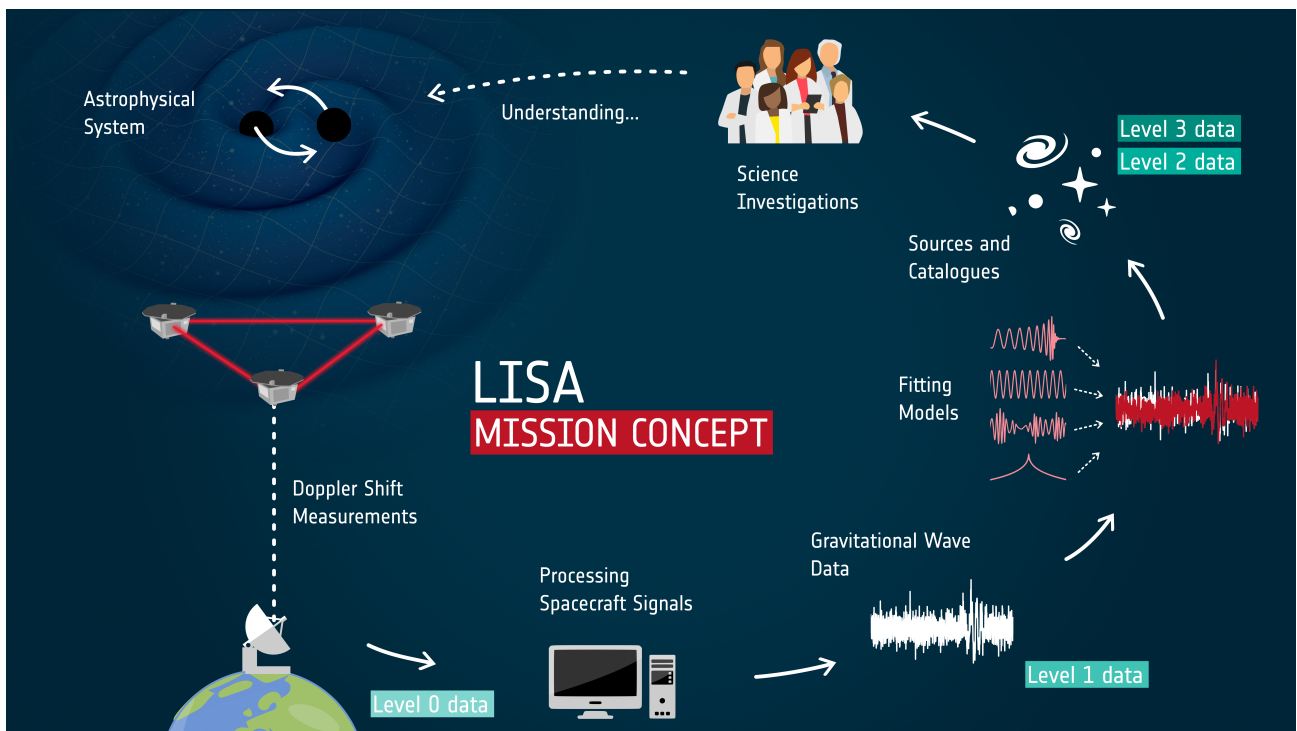 Astrophysical
System
Understanding...
Science
Investigations
Level 3 data
Level 2 data
Sources and
Catalogues
Fitting
Models
LISA
MISSION CONCEPT
Doppler Shift
Measurements
Gravitational Wave
Data
Processing
Spacecraft Signals
Level 1 data
Level 0 data